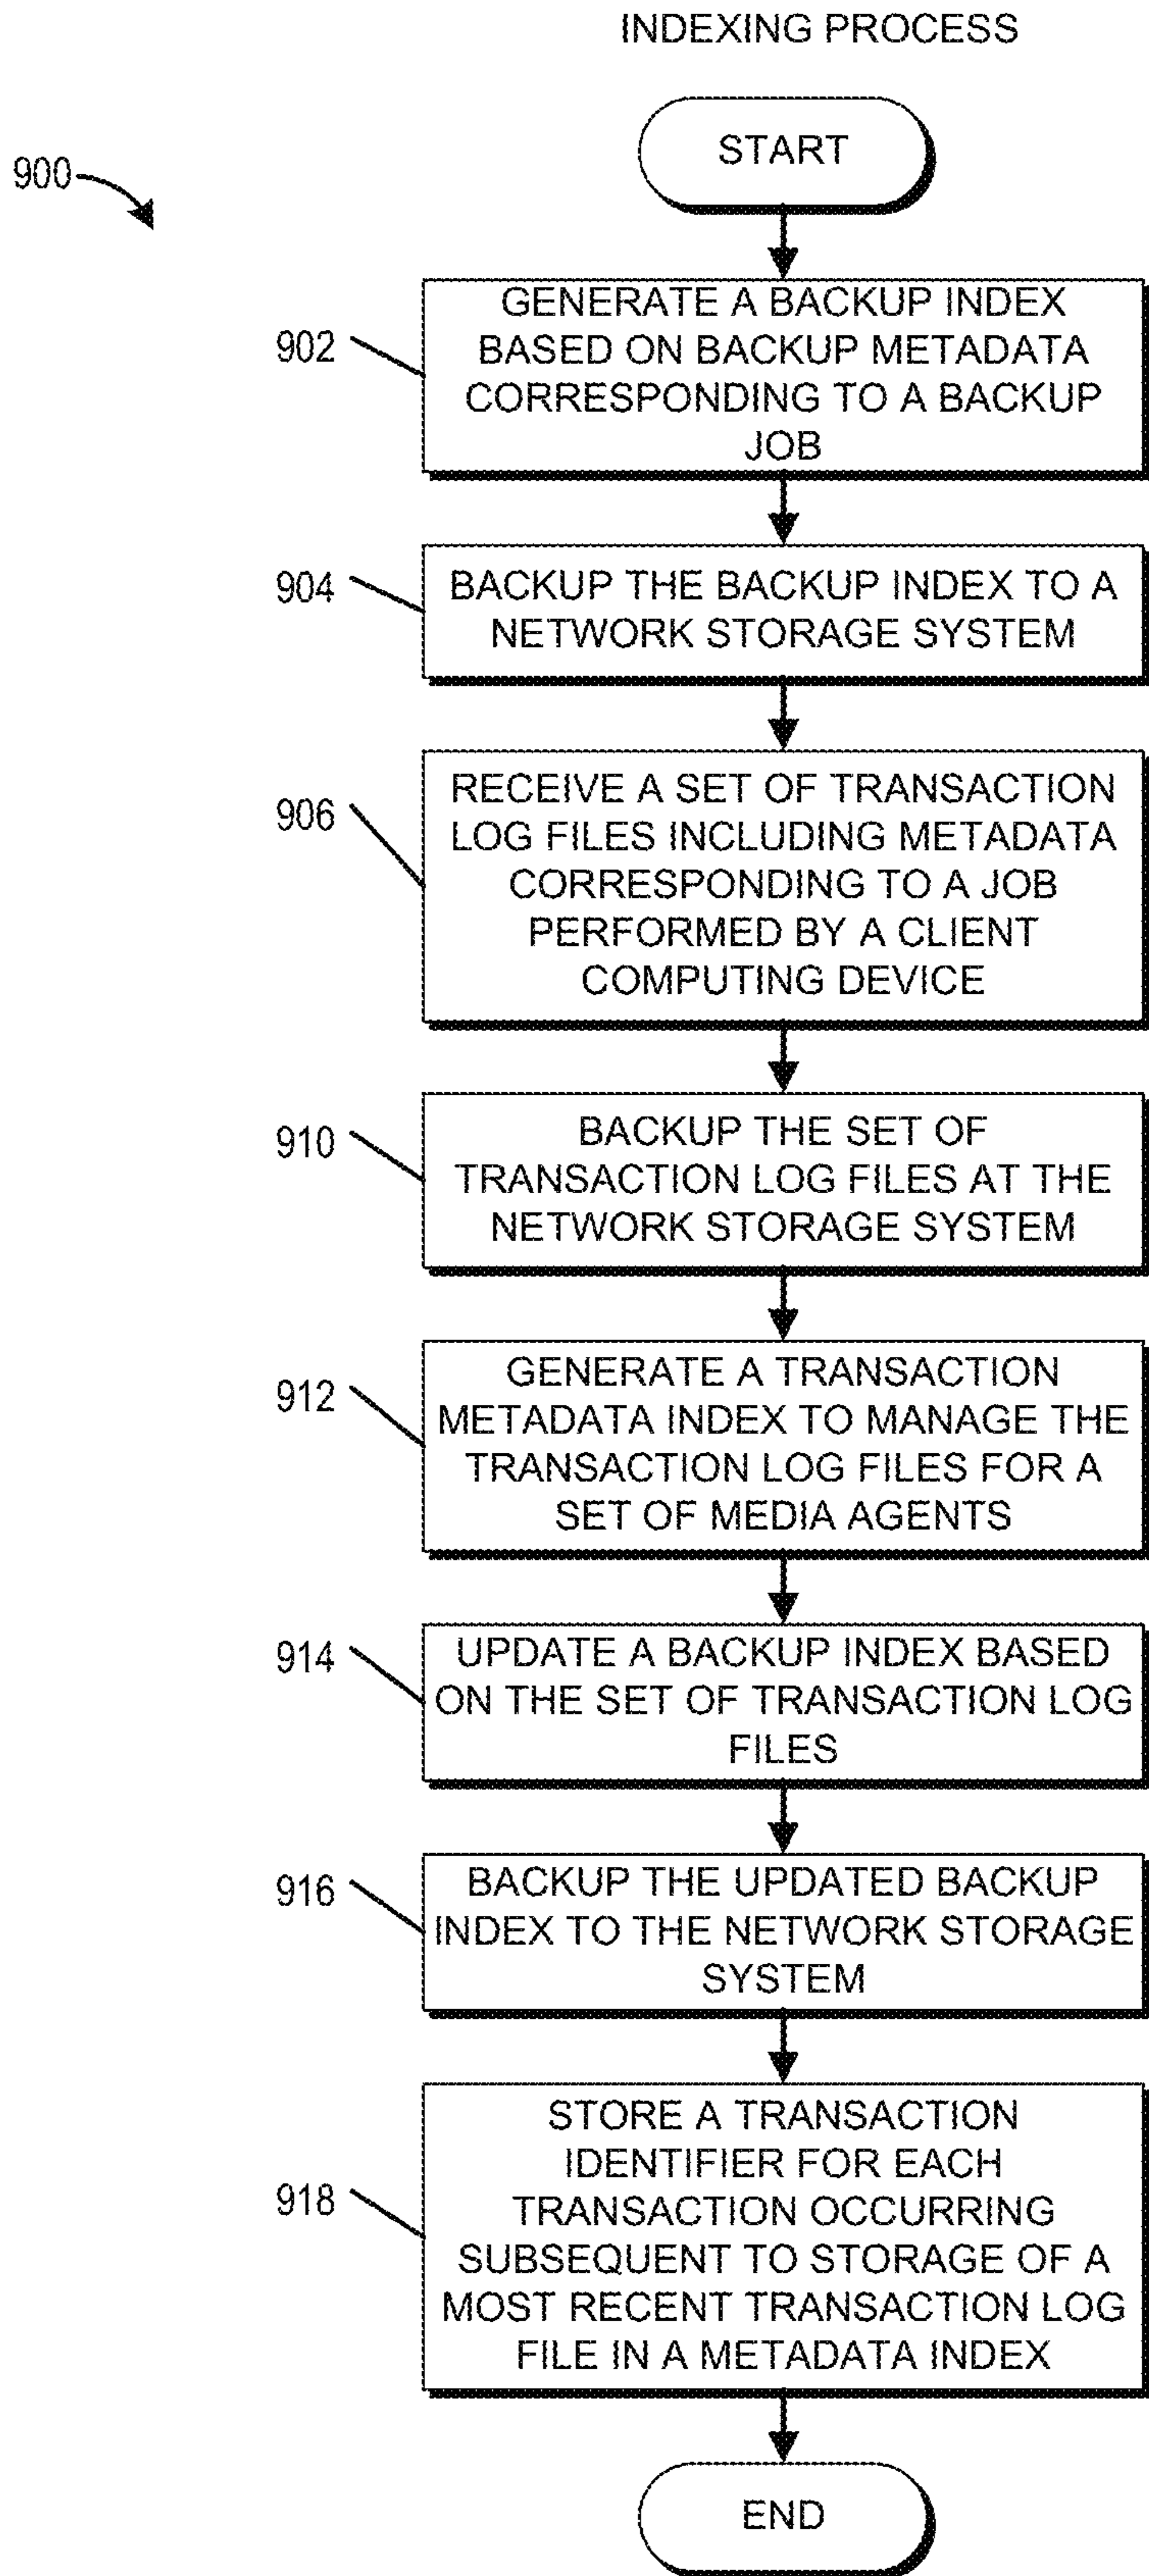 INDEXING PROCESS
START
900
902
GENERATE A BACKUP INDEX
BASED ON BACKUP METADATA
CORRESPONDING TO A BACKUP
JOB
904
BACKUP THE BACKUP INDEX TO A
NETWORK STORAGE SYSTEM
906
RECEIVE A SET OF TRANSACTION
LOG FILES INCLUDING METADATA
CORRESPONDING TO A JOB
PERFORMED BY A CLIENT
COMPUTING DEVICE
910
BACKUP THE SET OF
TRANSACTION LOG FILES AT THE
NETWORK STORAGE SYSTEM
912
GENERATE A TRANSACTION
METADATA INDEX TO MANAGE THE
TRANSACTION LOG FILES FOR A
SET OF MEDIA AGENTS
914
UPDATE A BACKUP INDEX BASED
ON THE SET OF TRANSACTION LOG
FILES
916
BACKUP THE UPDATED BACKUP
INDEX TO THE NETWORK STORAGE
SYSTEM
918
STORE A TRANSACTION
IDENTIFIER FOR EACH
TRANSACTION OCCURRING
SUBSEQUENT TO STORAGE OF A
MOST RECENT TRANSACTION LOG
FILE IN A METADATA INDEX
END